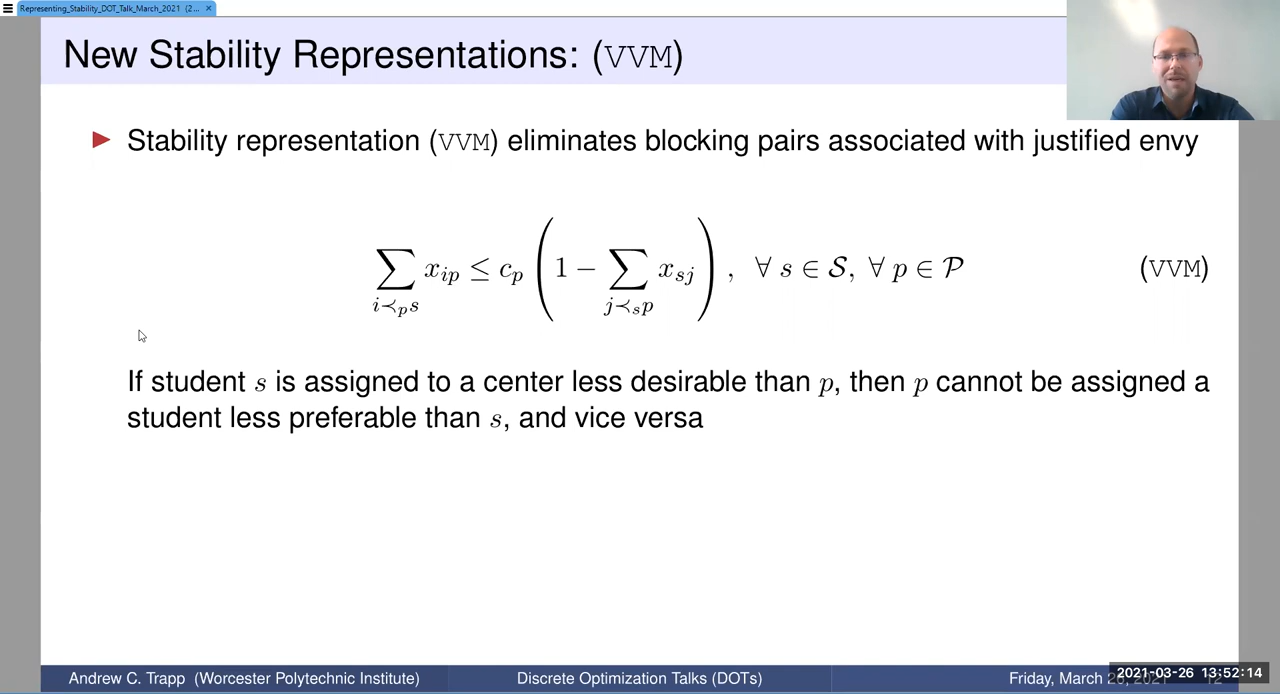 Representing_Stability_DOT_Talk_March_2021 (2... ×
New Stability Representations: (VVM)
Stability representation (VVM) eliminates blocking pairs associated with justified envy
∑_{i≺_p s} x_{ip} ≤ c_p (1 − ∑_{j≺_s p} x_{sj}), ∀ s ∈ 𝒮, ∀ p ∈ 𝒫 (VVM)
If student s is assigned to a center less desirable than p, then p cannot be assigned a
student less preferable than s, and vice versa
Andrew C. Trapp (Worcester Polytechnic Institute) Discrete Optimization Talks (DOTs) Friday, March
2021-03-26 13:52:14